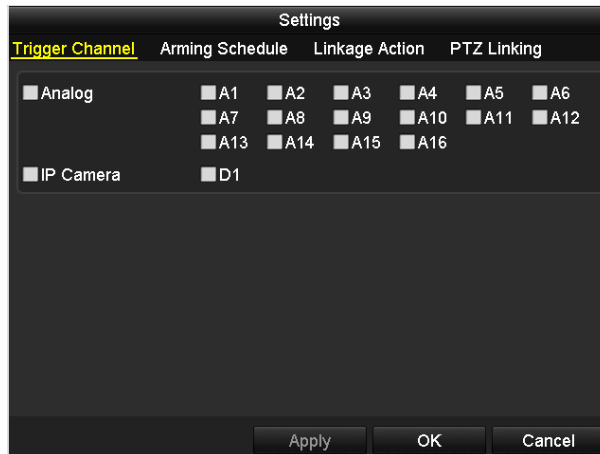 Settings
Trigger Channel Arming Schedule Linkage Action PTZ Linking
Analog A1 A2 A3 A4 A5 A6
A7 A8 A9 A10 A11 A12
A13 A14 A15 A16
IP Camera D1
Apply OK Cancel